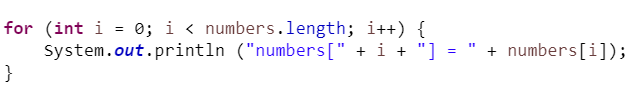 for (int i = 0; i < numbers.length; i++) {
    System.out.println ("numbers[" + i + "] = " + numbers[i]);
}